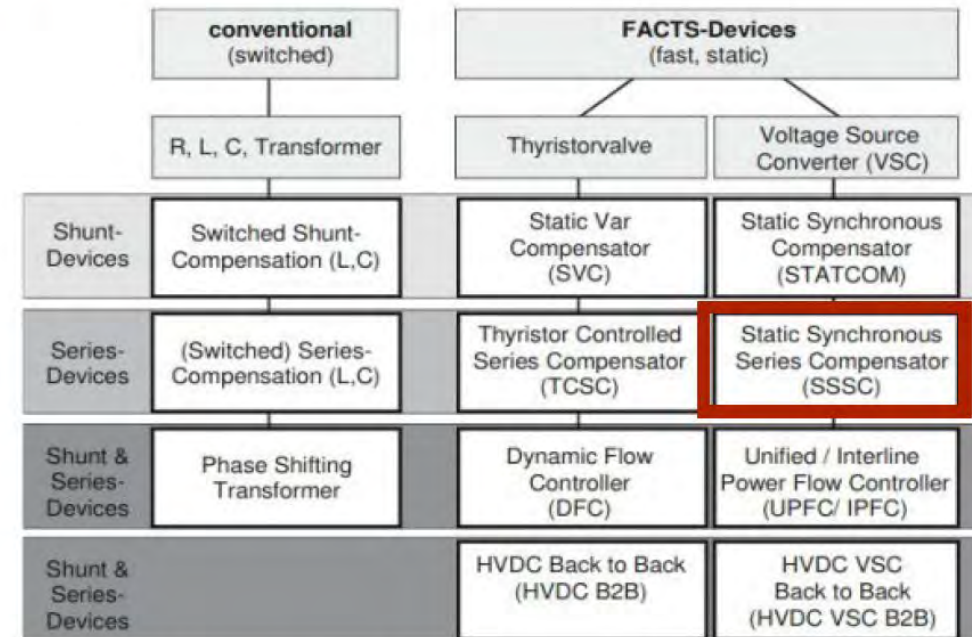 conventional
(switched)
FACTS-Devices
(fast, static)
R, L, C, Transformer
Thyristorvalve
Voltage Source
Converter (VSC)
Shunt-
Devices
Switched Shunt-
Compensation (L,C)
Static Var
Compensator
(SVC)
Static Synchronous
Compensator
(STATCOM)
Series-
Devices
(Switched) Series-
Compensation (L,C)
Thyristor Controlled
Series Compensator
(TCSC)
Static Synchronous
Series Compensator
(SSSC)
Shunt &
Series-
Devices
Phase Shifting
Transformer
Dynamic Flow
Controller
(DFC)
Unified / Interline
Power Flow Controller
(UPFC/ IPFC)
Shunt &
Series-
Devices
HVDC Back to Back
(HVDC B2B)
HVDC VSC
Back to Back
(HVDC VSC B2B)